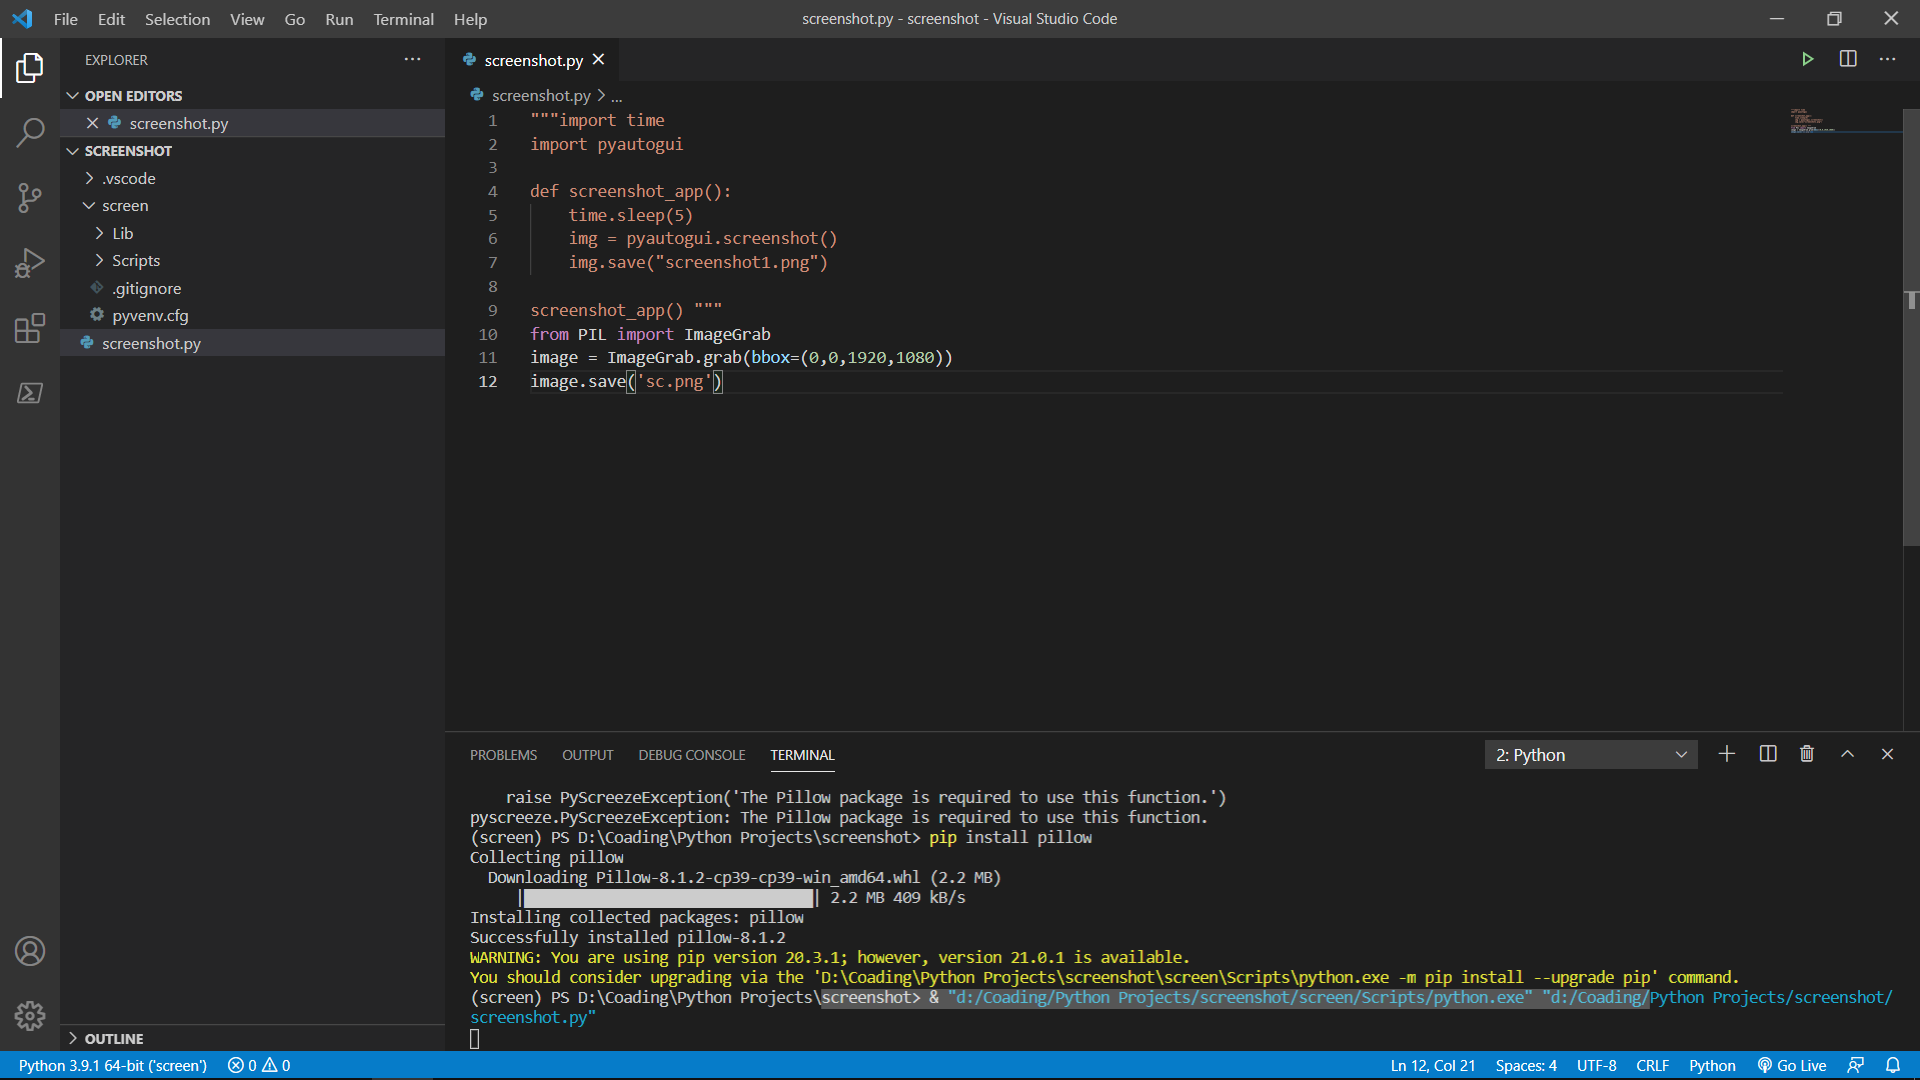 File Edit Selection View Go Run Terminal Help
screenshot.py - screenshot - Visual Studio Code
EXPLORER
OPEN EDITORS
screenshot.py
SCREENSHOT
.vscode
screen
Lib
Scripts
.gitignore
pyvenv.cfg
screenshot.py
OUTLINE
screenshot.py
screenshot.py > ...
1 """import time
2 import pyautogui
3
4 def screenshot_app():
5 time.sleep(5)
6 img = pyautogui.screenshot()
7 img.save("screenshot1.png")
8
9 screenshot_app() """
10 from PIL import ImageGrab
11 image = ImageGrab.grab(bbox=(0,0,1920,1080))
12 image.save('sc.png')
PROBLEMS OUTPUT DEBUG CONSOLE TERMINAL
2: Python
raise PyScreezeException('The Pillow package is required to use this function.')
pyscreeze.PyScreezeException: The Pillow package is required to use this function.
(screen) PS D:\Coading\Python Projects\screenshot> pip install pillow
Collecting pillow
Downloading Pillow-8.1.2-cp39-cp39-win_amd64.whl (2.2 MB)
| | 2.2 MB 409 kB/s
Installing collected packages: pillow
Successfully installed pillow-8.1.2
WARNING: You are using pip version 20.3.1; however, version 21.0.1 is available.
You should consider upgrading via the 'D:\Coading\Python Projects\screenshot\screen\Scripts\python.exe -m pip install --upgrade pip' command.
(screen) PS D:\Coading\Python Projects\screenshot> & "d:/Coading/Python Projects/screenshot/screen/Scripts/python.exe" "d:/Coading/Python Projects/screenshot/
screenshot.py"
Python 3.9.1 64-bit ('screen') 0 0
Ln 12, Col 21 Spaces: 4 UTF-8 CRLF Python Go Live